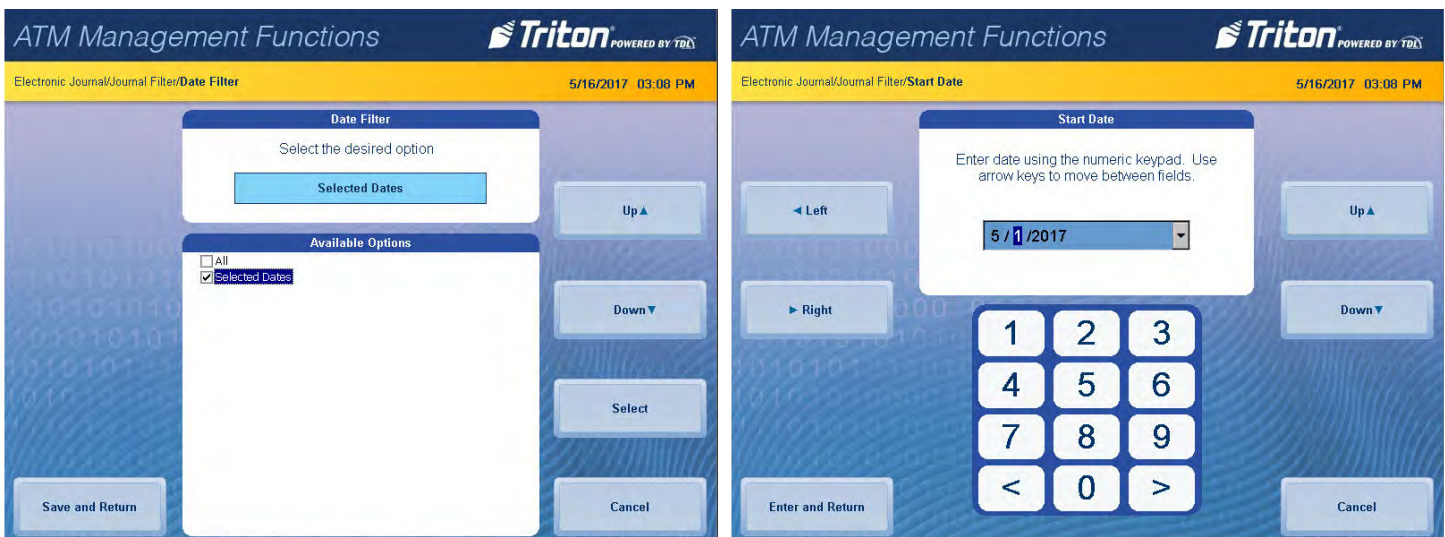 ATM Management Functions
Triton POWERED BY TDL
Electronic Journal/Journal Filter/Date Filter
5/16/2017 03:08 PM
Date Filter
Select the desired option
Selected Dates
Available Options
All
Selected Dates
Up▲
Down▼
Select
Save and Return
Cancel
ATM Management Functions
Triton POWERED BY TDL
Electronic Journal/Journal Filter/Start Date
5/16/2017 03:08 PM
Start Date
Enter date using the numeric keypad. Use
arrow keys to move between fields.
◄ Left
Up▲
5 / 1 /2017
► Right
Down▼
1 2 3
4 5 6
7 8 9
< 0 >
Enter and Return
Cancel